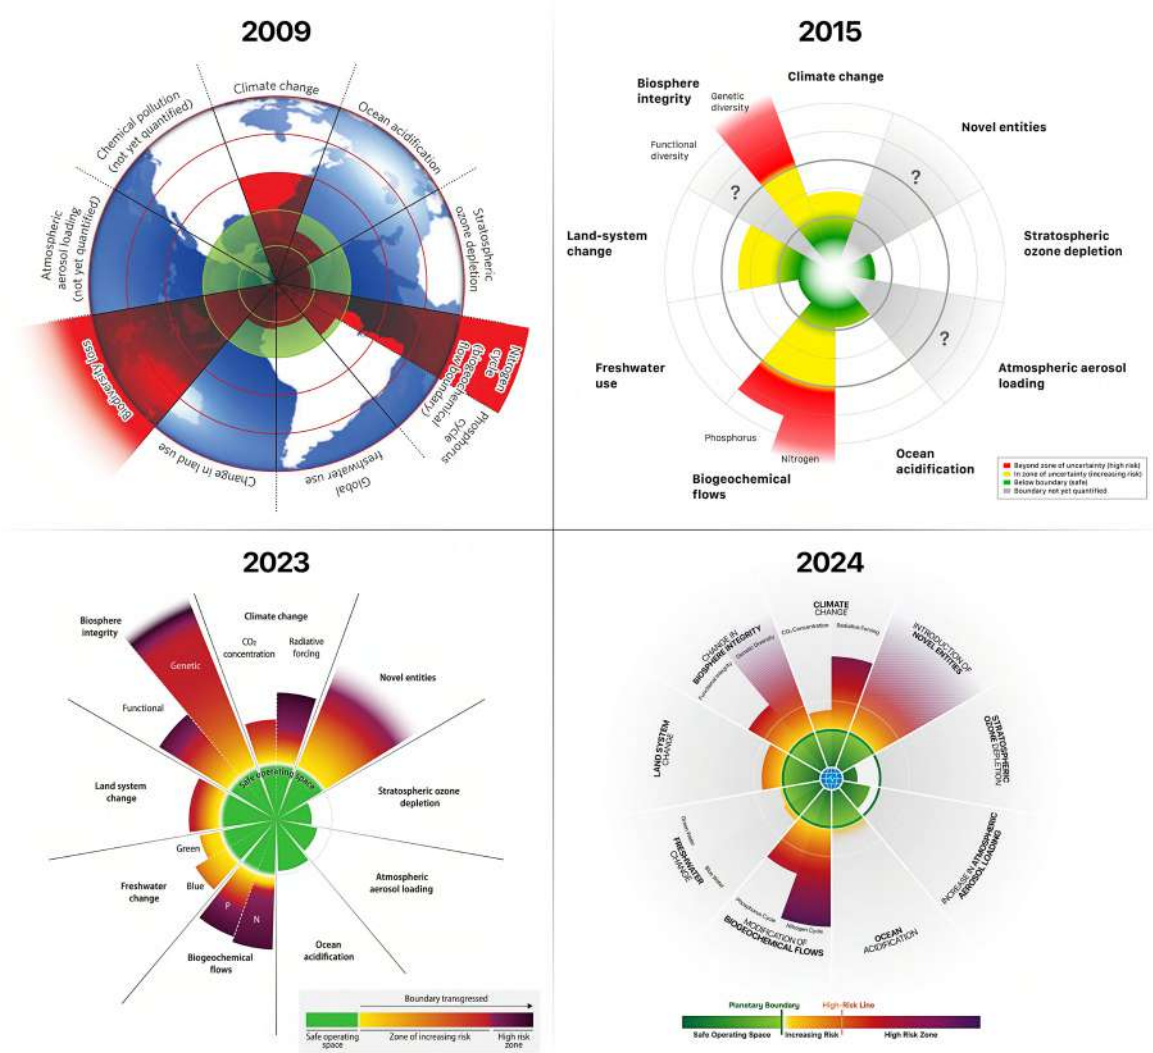 2009
Climate change
Ocean acidification
Stratospheric
ozone depletion
Nitrogen
cycle
(biogeochemical
flow boundary)
Phosphorus
cycle
Global
freshwater use
Change in land use
Biodiversity loss
Atmospheric
aerosol loading
(not yet quantified)
Chemical pollution
(not yet quantified)
2015
Climate change
Biosphere
integrity
Genetic
diversity
Functional
diversity
Novel entities
?
?
Land-system
change
Stratospheric
ozone depletion
?
Freshwater
use
Atmospheric aerosol
loading
Phosphorus
Nitrogen
Biogeochemical
flows
Ocean
acidification
Beyond zone of uncertainty (high risk)
In zone of uncertainty (increasing risk)
Below boundary (safe)
Boundary not yet quantified
2023
Biosphere
integrity
Climate change
CO₂
concentration
Radiative
forcing
Genetic
Novel entities
Functional
Safe operating space
Land system
change
Stratospheric ozone
depletion
Green
Freshwater
change
Blue
Atmospheric
aerosol loading
P
N
Biogeochemical
flows
Ocean
acidification
Boundary transgressed
Safe operating
space
Zone of increasing risk
High risk
zone
2024
CLIMATE
CHANGE
CO₂ Concentration
Radiative Forcing
CHANGE IN
BIOSPHERE INTEGRITY
Genetic Diversity
Functional Integrity
INTRODUCTION OF
NOVEL ENTITIES
LAND SYSTEM
CHANGE
STRATOSPHERIC
OZONE DEPLETION
Green Water
FRESHWATER
CHANGE
Blue Water
INCREASE IN ATMOSPHERIC
AEROSOL LOADING
Phosphorus Cycle
Nitrogen Cycle
MODIFICATION OF
BIOGEOCHEMICAL FLOWS
OCEAN
ACIDIFICATION
Planetary Boundary
High-Risk Line
Safe Operating Space
Increasing Risk
High Risk Zone